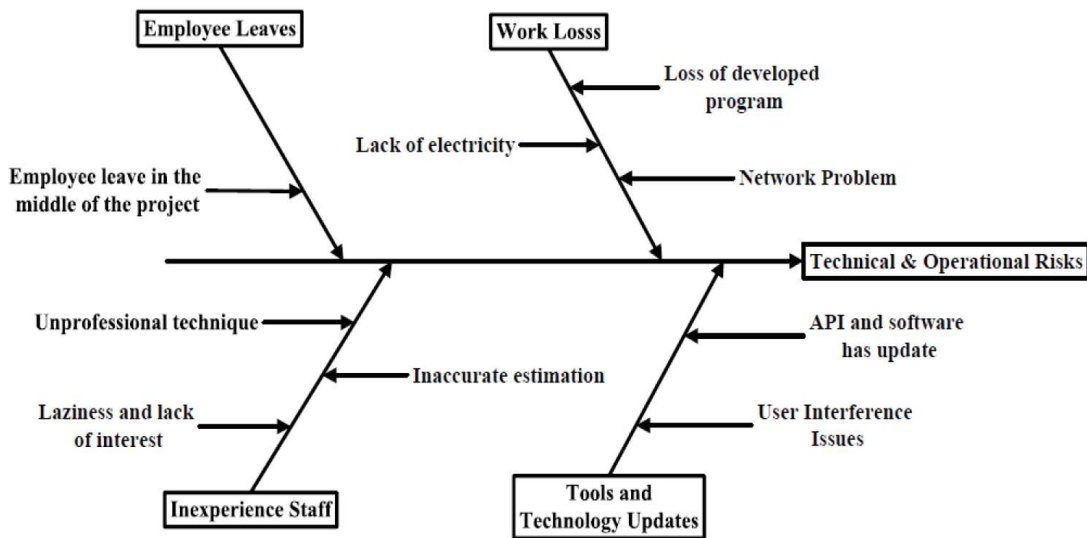 Employee Leaves
Work Losss
Loss of developed
program
Lack of electricity
Employee leave in the
middle of the project
Network Problem
Technical & Operational Risks
Unprofessional technique
API and software
has update
Inaccurate estimation
Laziness and lack
of interest
User Interference
Issues
Inexperience Staff
Tools and
Technology Updates